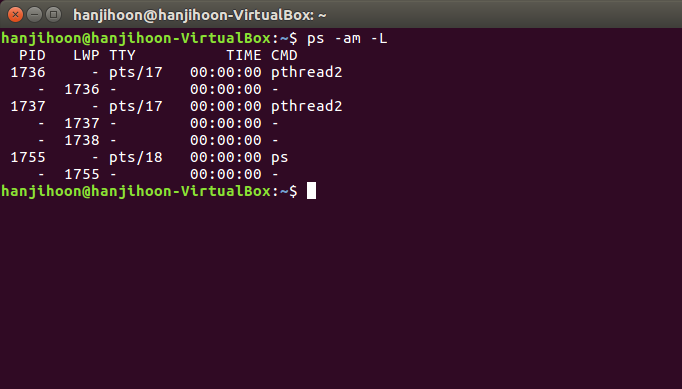 hanjihoon@hanjihoon-VirtualBox: ~
hanjihoon@hanjihoon-VirtualBox:~$ ps -am -L
  PID   LWP TTY          TIME CMD
 1736     - pts/17   00:00:00 pthread2
    -  1736 -        00:00:00 -
 1737     - pts/17   00:00:00 pthread2
    -  1737 -        00:00:00 -
    -  1738 -        00:00:00 -
 1755     - pts/18   00:00:00 ps
    -  1755 -        00:00:00 -
hanjihoon@hanjihoon-VirtualBox:~$